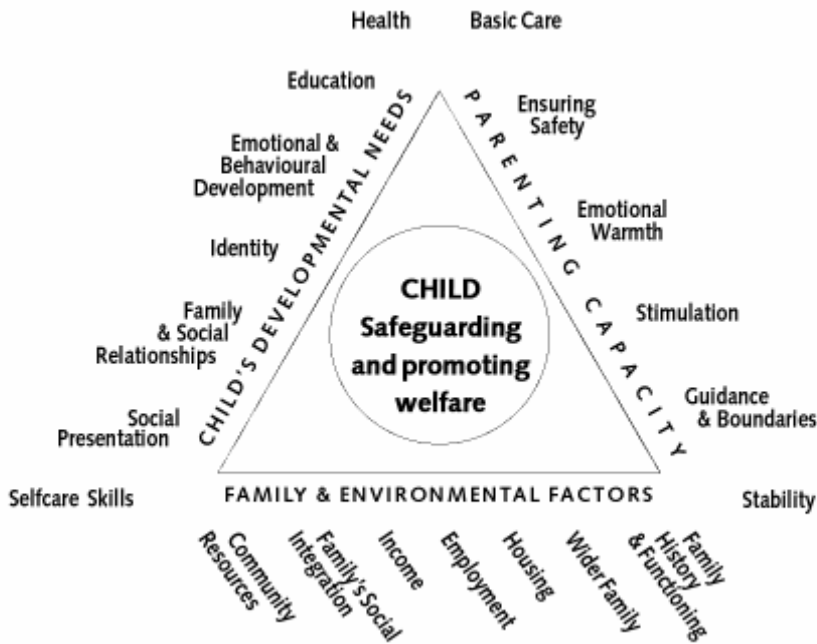 Health
Basic Care
Education
Ensuring
Safety
Emotional &
Behavioural
Development
Emotional
Warmth
Identity
Stimulation
Family
& Social
Relationships
Guidance
& Boundaries
Social
Presentation
Selfcare Skills
Stability
CHILD'S DEVELOPMENTAL NEEDS
PARENTING CAPACITY
CHILD
Safeguarding
and promoting
welfare
FAMILY & ENVIRONMENTAL FACTORS
Community
Resources
Family's Social
Integration
Income
Employment
Housing
Wider Family
Family
History
& Functioning